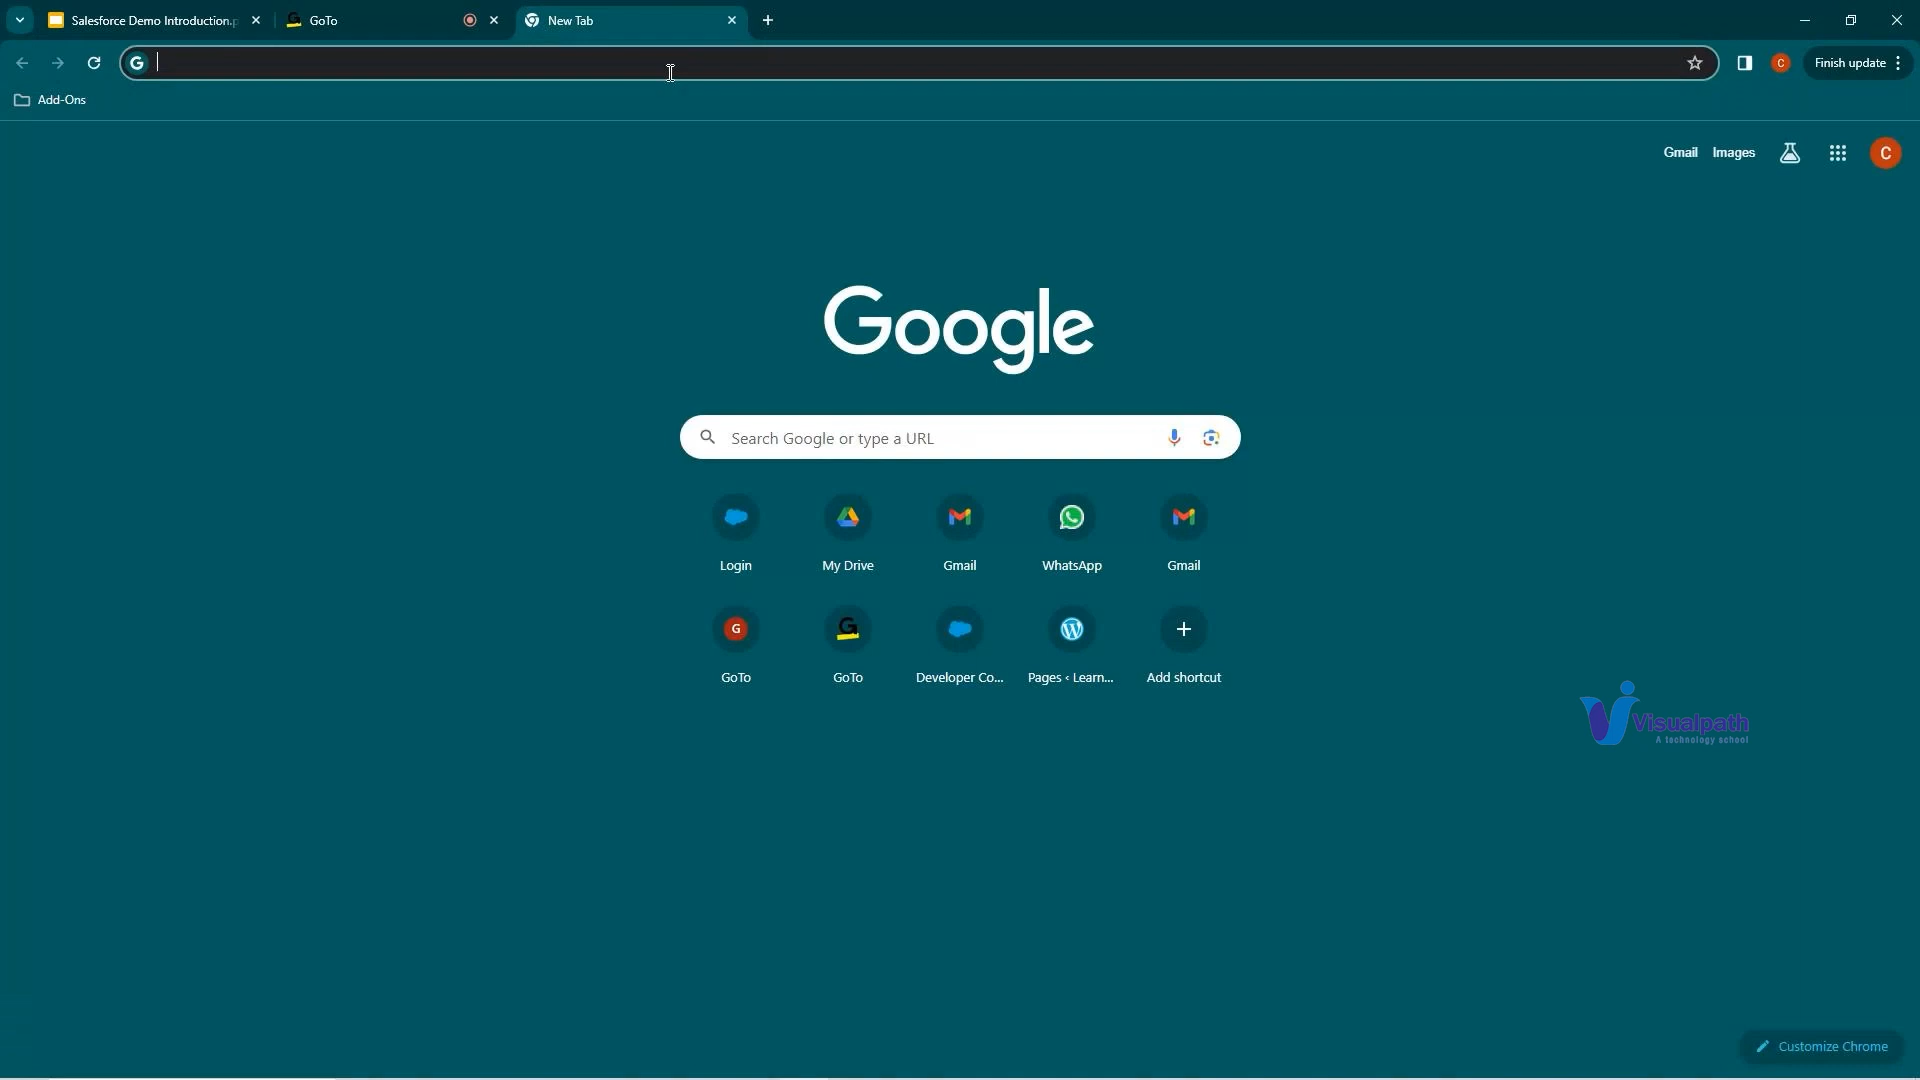 Salesforce Demo Introduction.p
GoTo
New Tab
Finish update
Add-Ons
Gmail
Images
C
Google
Search Google or type a URL
Login
My Drive
Gmail
WhatsApp
Gmail
GoTo
GoTo
Developer Co...
Pages ‹ Learn...
Add shortcut
Visualpath
A technology school
Customize Chrome